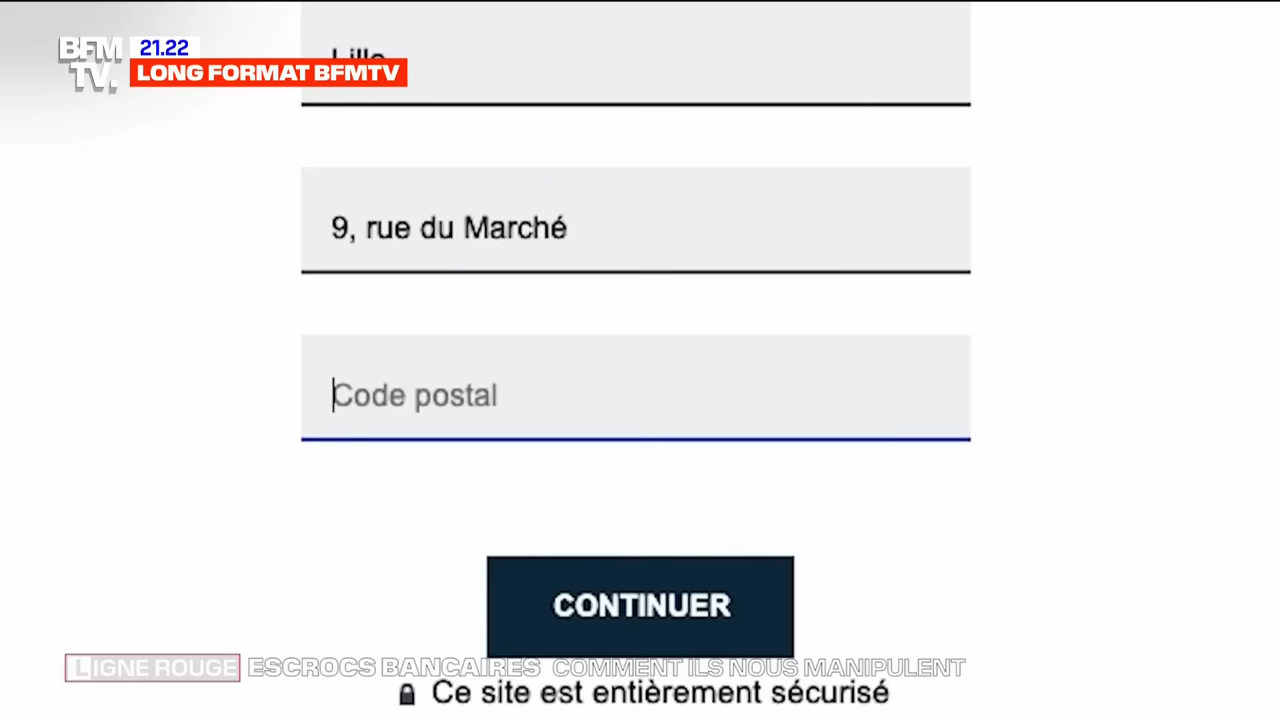 BFM
TV.
21.22
LONG FORMAT BFMTV
Lille
9, rue du Marché
Code postal
CONTINUER
LIGNE ROUGE ESCROCS BANCAIRES COMMENT ILS NOUS MANIPULENT
Ce site est entièrement sécurisé